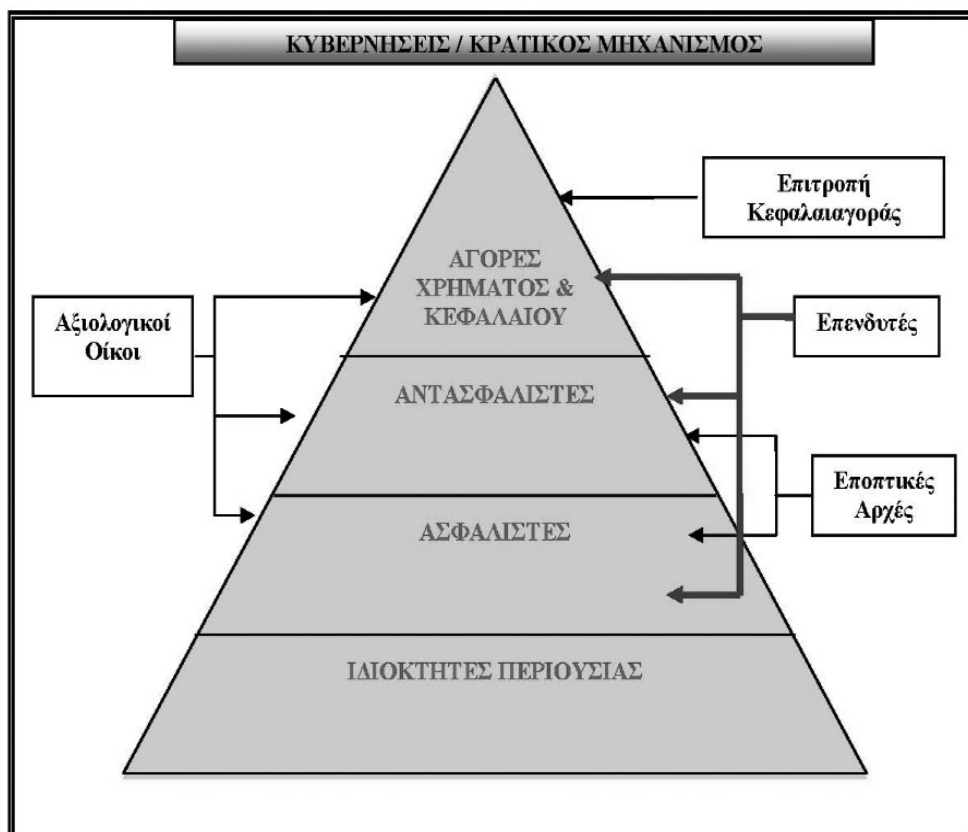 ΚΥΒΕΡΝΗΣΕΙΣ / ΚΡΑΤΙΚΟΣ ΜΗΧΑΝΙΣΜΟΣ
Επιτροπή
Κεφαλαιαγοράς
ΑΓΟΡΕΣ
ΧΡΗΜΑΤΟΣ &
ΚΕΦΑΛΑΙΟΥ
Αξιολογικοί
Οίκοι
Επενδυτές
ΑΝΤΑΣΦΑΛΙΣΤΕΣ
Εποπτικές
Αρχές
ΑΣΦΑΛΙΣΤΕΣ
ΙΔΙΟΚΤΗΤΕΣ ΠΕΡΙΟΥΣΙΑΣ